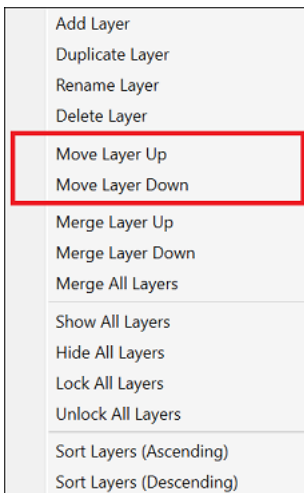 Add Layer
Duplicate Layer
Rename Layer
Delete Layer
Move Layer Up
Move Layer Down
Merge Layer Up
Merge Layer Down
Merge All Layers
Show All Layers
Hide All Layers
Lock All Layers
Unlock All Layers
Sort Layers (Ascending)
Sort Layers (Descending)